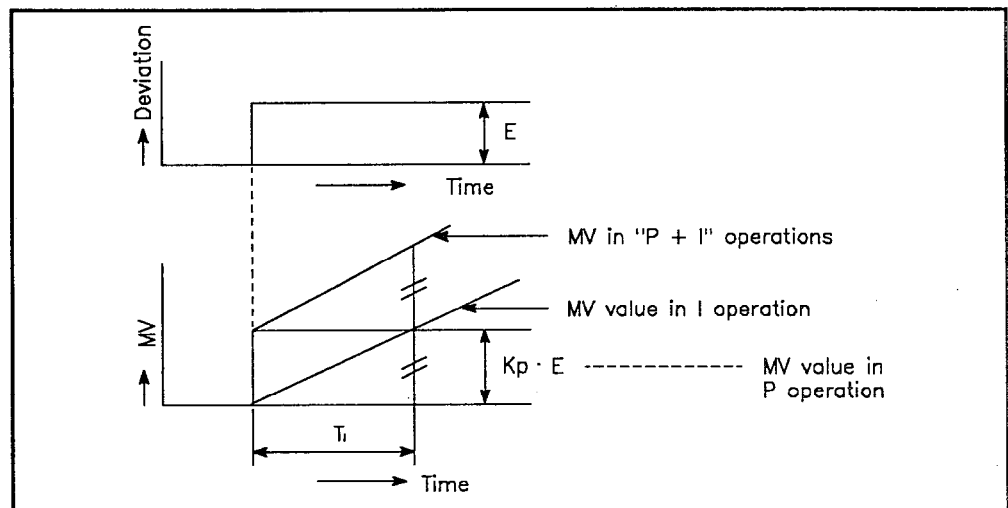 Deviation
E
Time
MV in "P + I" operations
MV value in I operation
MV
Kp · E
MV value in
P operation
TI
Time